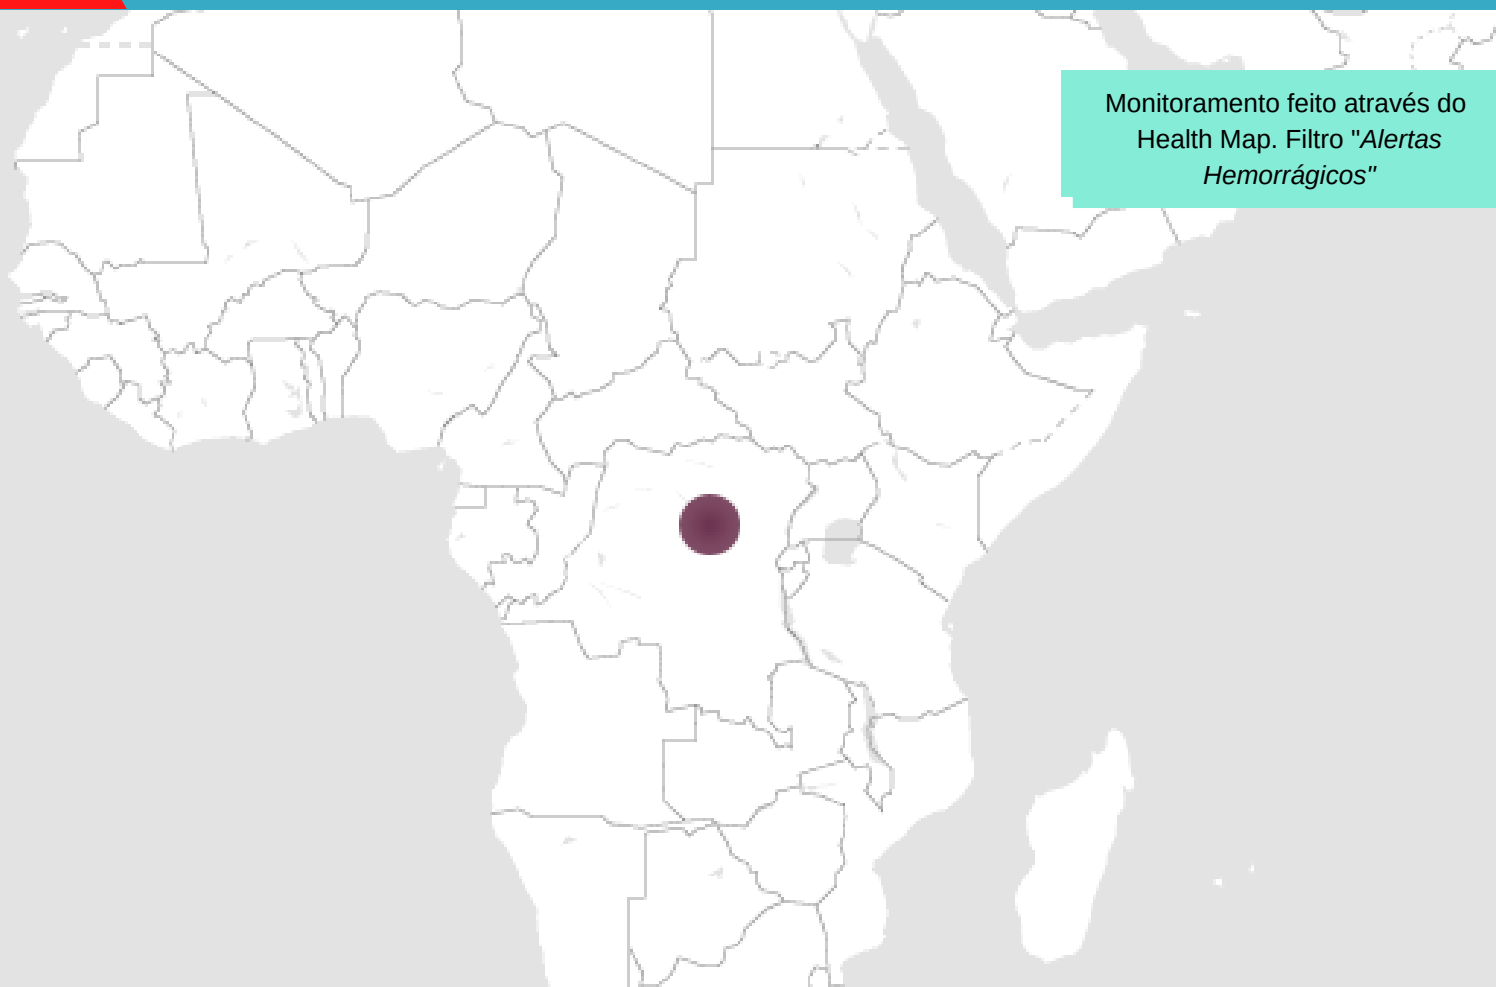 Monitoramento feito através do
Health Map. Filtro "Alertas
Hemorrágicos"